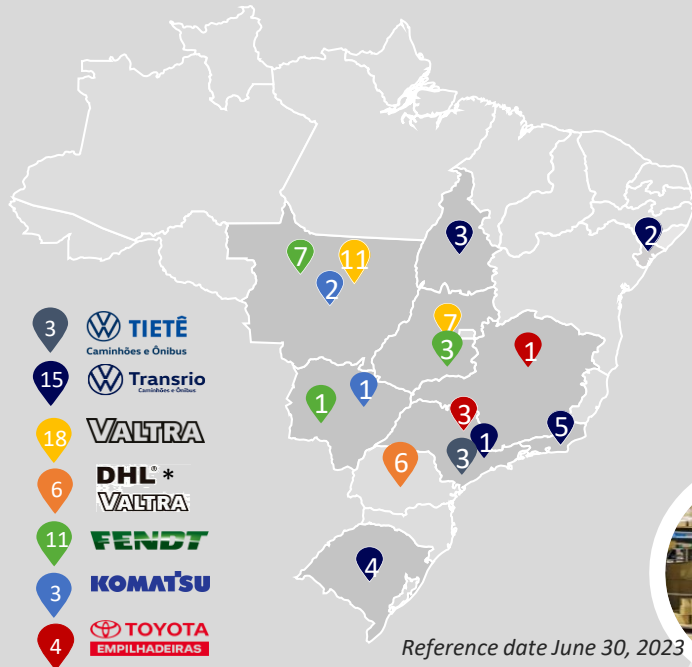 3
2
7
11
2
7
3
1
1
1
3
5
1
3
6
4
3 TIETÊ
Caminhões e Ônibus
15 Transrio
Caminhões e Ônibus
18 VALTRA
6 DHL® *
VALTRA
11 FENDT
3 KOMATSU
4 TOYOTA
EMPILHADEIRAS
Reference date June 30, 2023